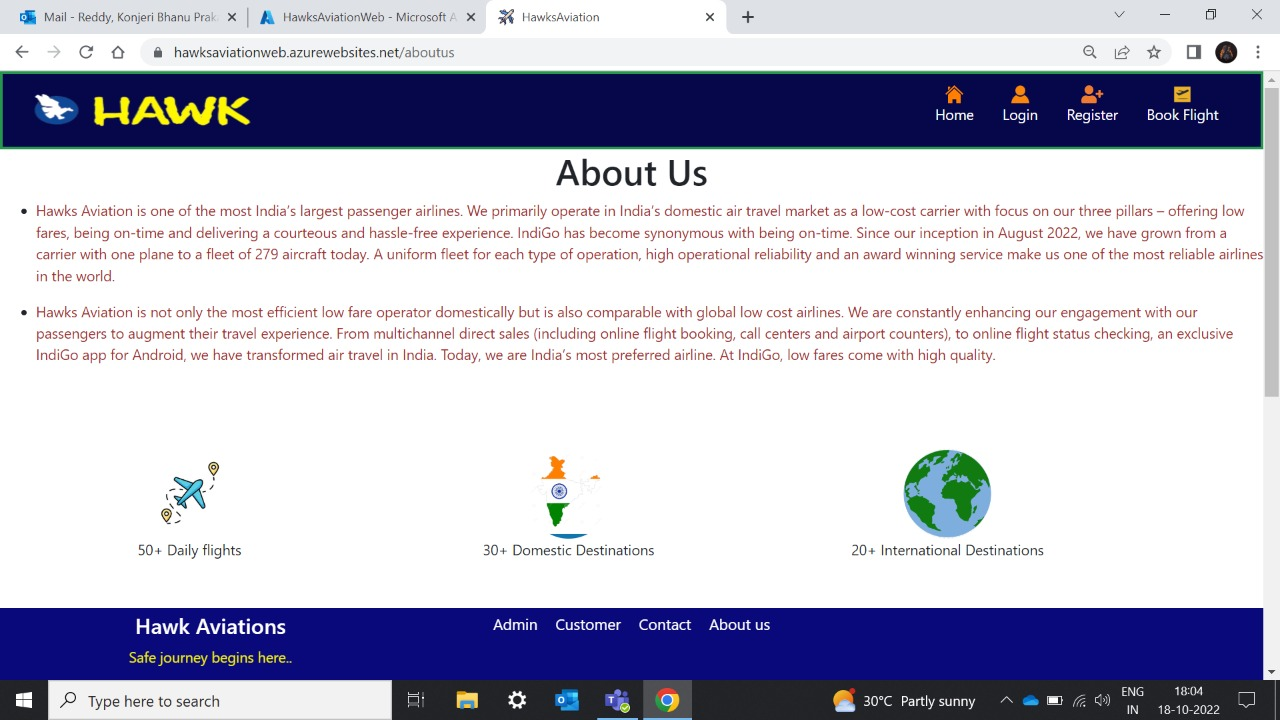 Mail - Reddy, Konjeri Bhanu Prak
HawksAviationWeb - Microsoft A
HawksAviation
hawksaviationweb.azurewebsites.net/aboutus
HAWK
Home
Login
Register
Book Flight
About Us
Hawks Aviation is one of the most India's largest passenger airlines. We primarily operate in India's domestic air travel market as a low-cost carrier with focus on our three pillars – offering low
fares, being on-time and delivering a courteous and hassle-free experience. IndiGo has become synonymous with being on-time. Since our inception in August 2022, we have grown from a
carrier with one plane to a fleet of 279 aircraft today. A uniform fleet for each type of operation, high operational reliability and an award winning service make us one of the most reliable airlines
in the world.
Hawks Aviation is not only the most efficient low fare operator domestically but is also comparable with global low cost airlines. We are constantly enhancing our engagement with our
passengers to augment their travel experience. From multichannel direct sales (including online flight booking, call centers and airport counters), to online flight status checking, an exclusive
IndiGo app for Android, we have transformed air travel in India. Today, we are India's most preferred airline. At IndiGo, low fares come with high quality.
50+ Daily flights
30+ Domestic Destinations
20+ International Destinations
Hawk Aviations
Safe journey begins here..
Admin
Customer
Contact
About us
Type here to search
30°C Partly sunny
ENG
IN
18:04
18-10-2022